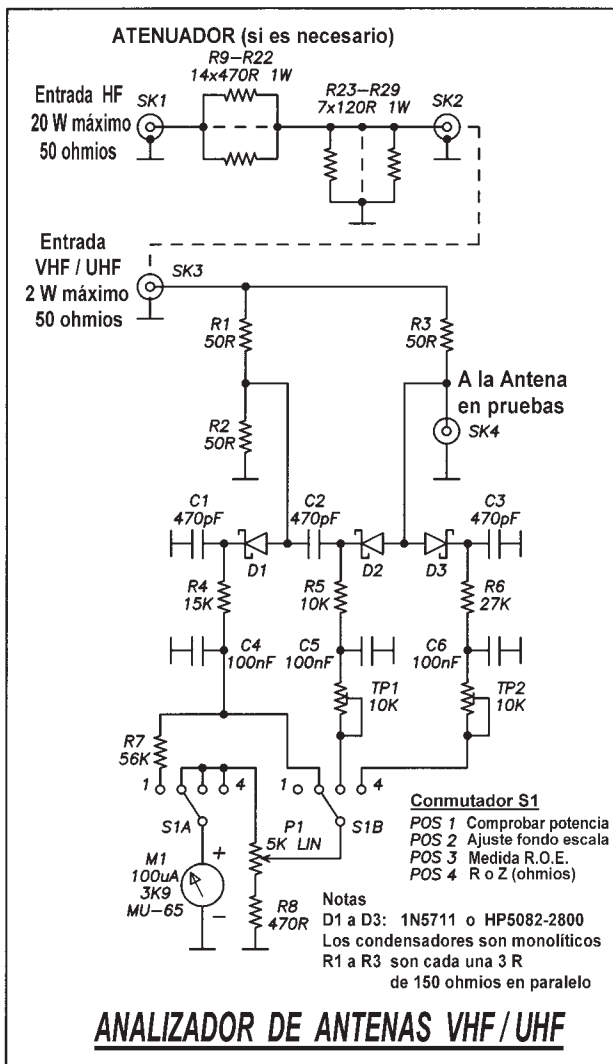 ATENUADOR (si es necesario)
R9-R22
14x470R 1W
Entrada HF
20 W máximo
50 ohmios
SK1
R23-R29
7x120R 1W
SK2
Entrada
VHF / UHF
2 W máximo
50 ohmios
SK3
R1
50R
R3
50R
R2
50R
A la Antena
en pruebas
SK4
C1
470pF
C2
470pF
C3
470pF
D1
D2
D3
R4
15K
R5
10K
R6
27K
C4
100nF
C5
100nF
C6
100nF
TP1
10K
TP2
10K
R7
56K
1
4
1
4
S1A
P1
5K LIN
S1B
M1
100uA
3K9
MU-65
+
–
R8
470R
Conmutador S1
POS 1 Comprobar potencia
POS 2 Ajuste fondo escala
POS 3 Medida R.O.E.
POS 4 R o Z (ohmios)
Notas
D1 a D3: 1N5711 o HP5082-2800
Los condensadores son monolíticos
R1 a R3 son cada una 3 R
de 150 ohmios en paralelo
ANALIZADOR DE ANTENAS VHF / UHF